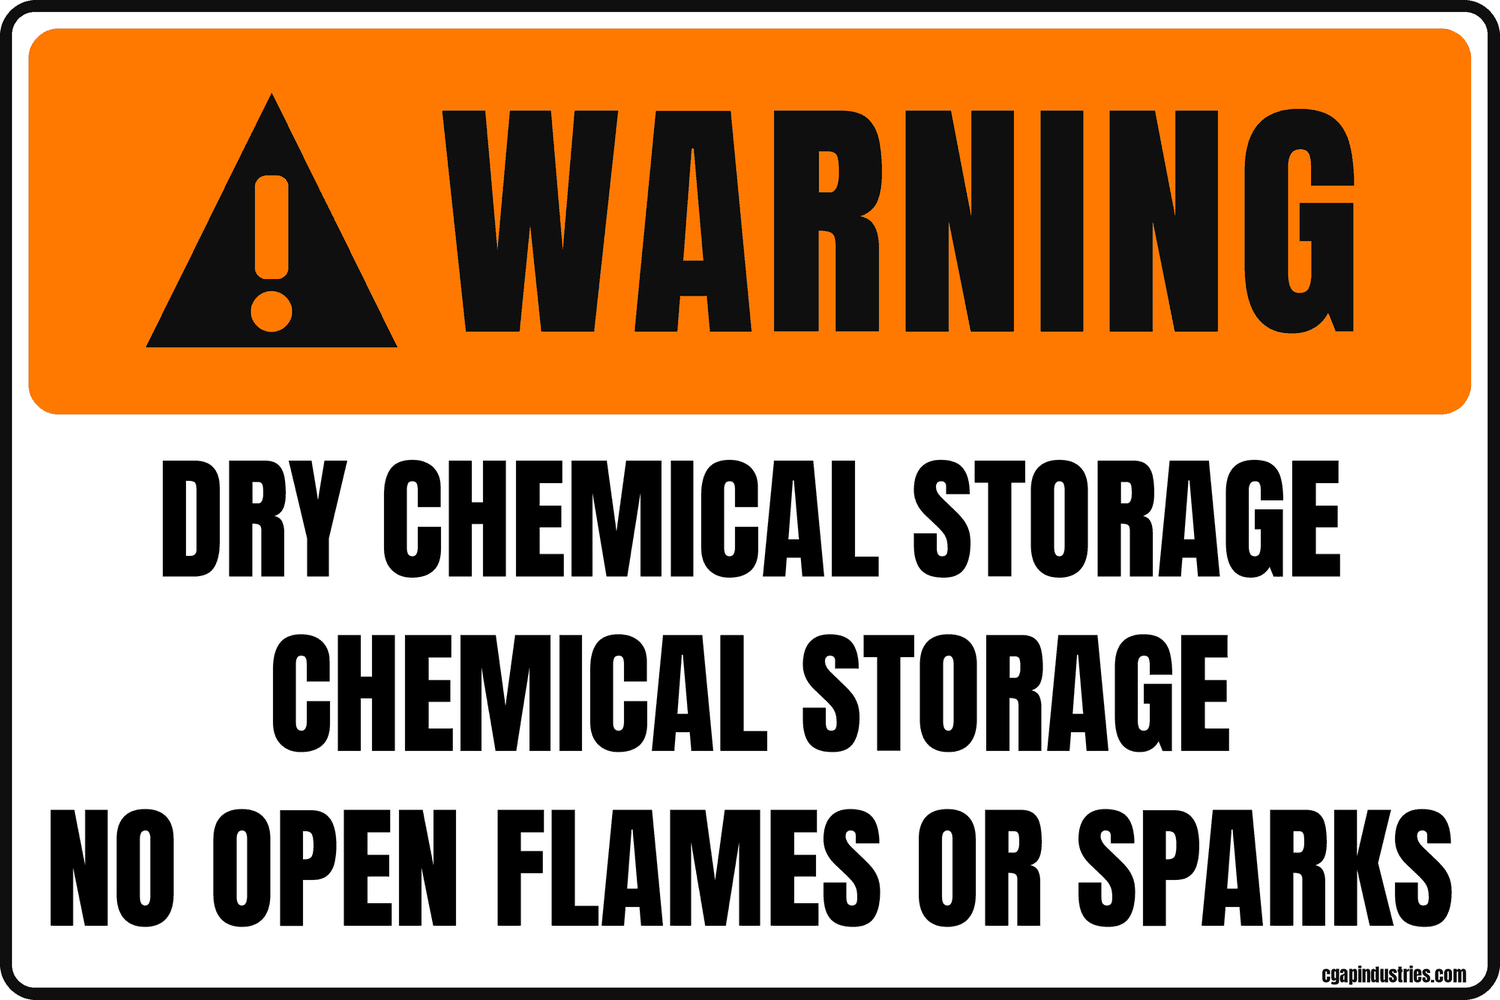 WARNING
DRY CHEMICAL STORAGE
CHEMICAL STORAGE
NO OPEN FLAMES OR SPARKS
cgapindustries.com